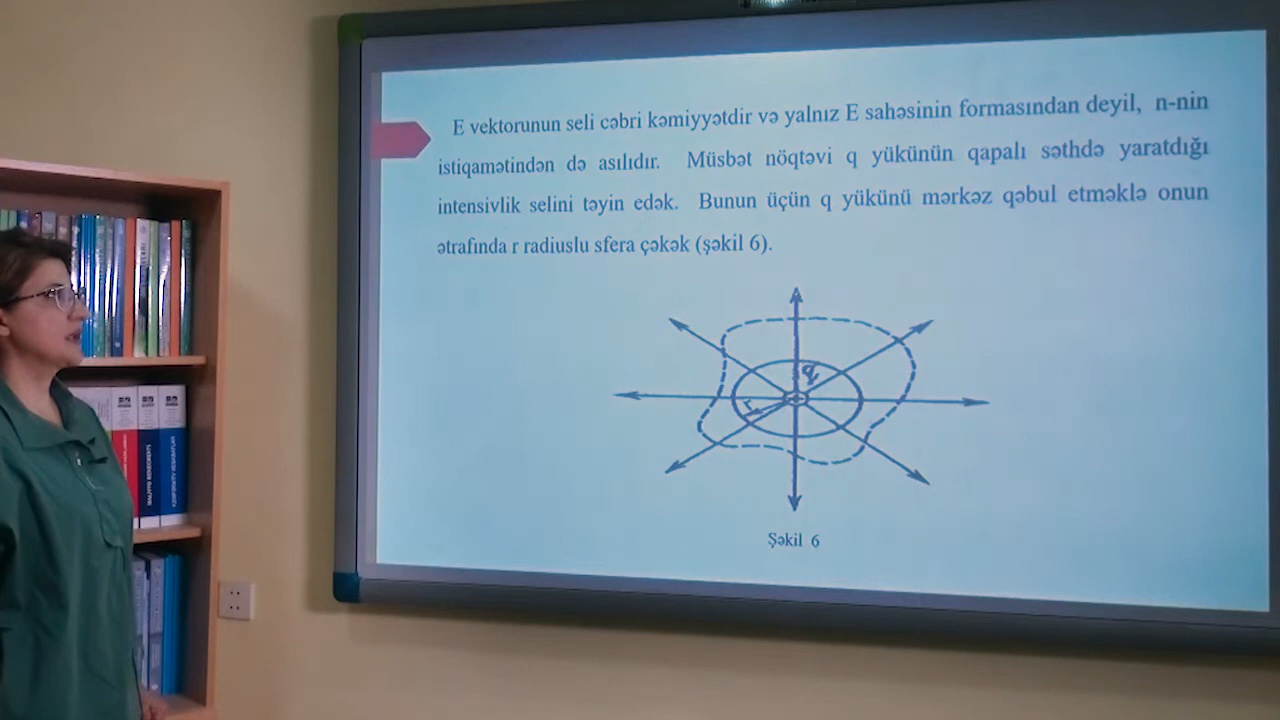 E vektorunun seli cəbri kəmiyyətdir və yalnız E sahəsinin formasından deyil, n-nin
istiqamətindən də asılıdır. Müsbət nöqtəvi q yükünün qapalı səthdə yaratdığı
intensivlik selini təyin edək. Bunun üçün q yükünü mərkəz qəbul etməklə onun
ətrafında r radiuslu sfera çəkək (şəkil 6).
q
r
Şəkil 6